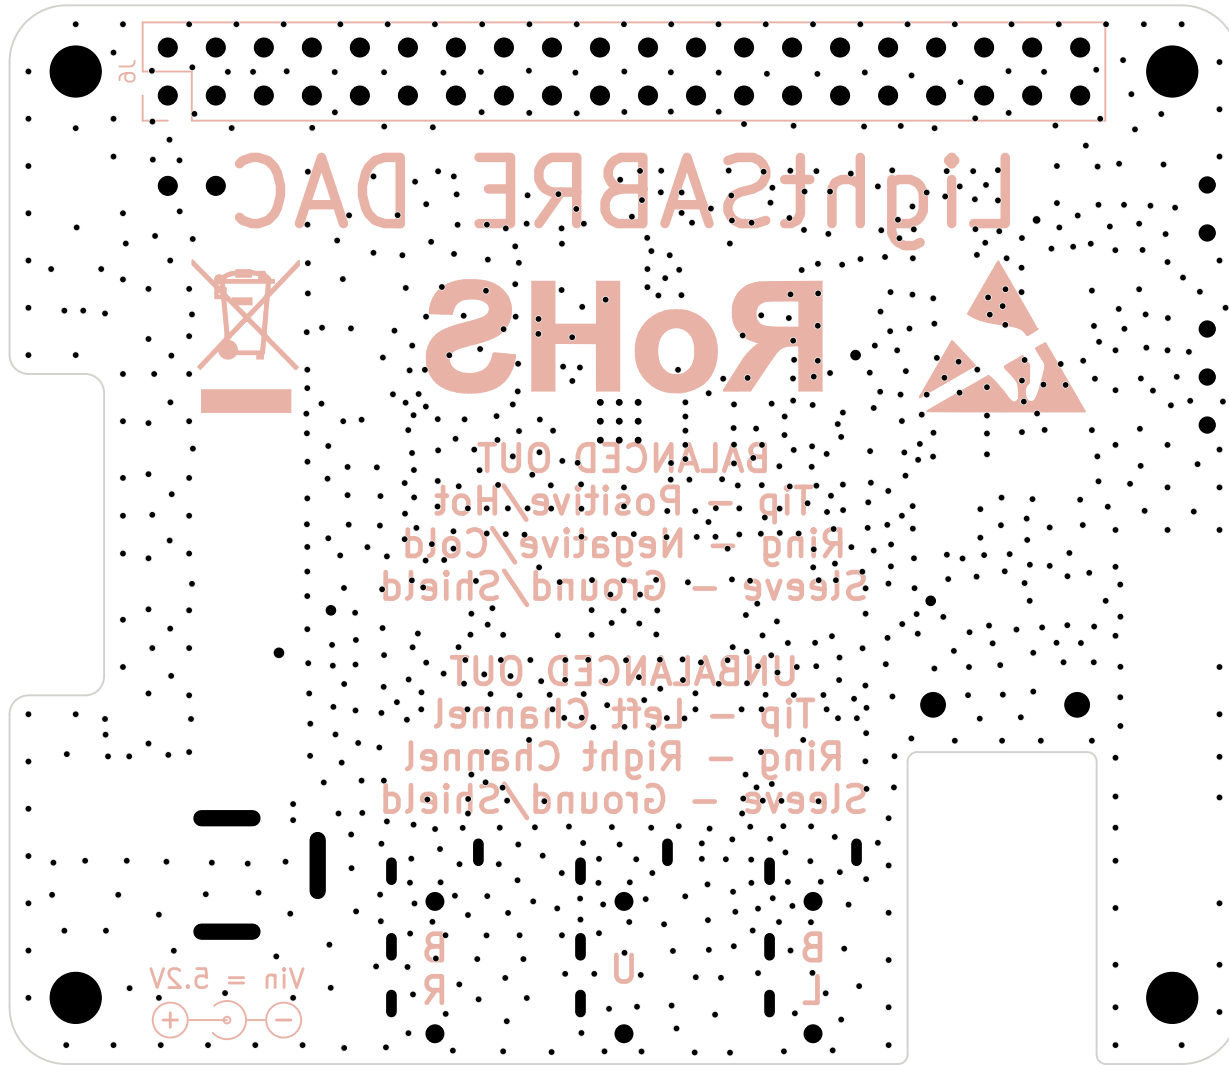 J6
LightSABRE DAC
RoHS
BALANCED OUT
Tip - Positive/Hot
Ring - Negative/Cold
Sleeve - Ground/Shield
UNBALANCED OUT
Tip - Left Channel
Ring - Right Channel
Sleeve - Ground/Shield
B
R
U
B
L
Vin = 5.2V
+ -